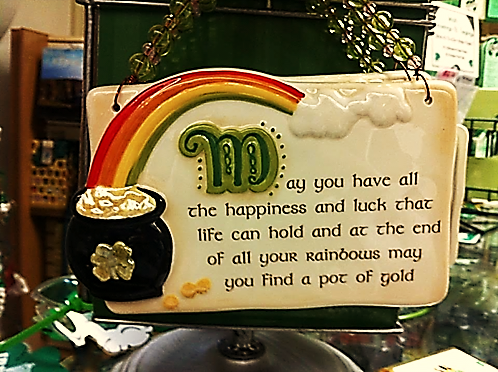 May you have all
the happiness and luck that
life can hold and at the end
of all your rainbows may
you find a pot of gold